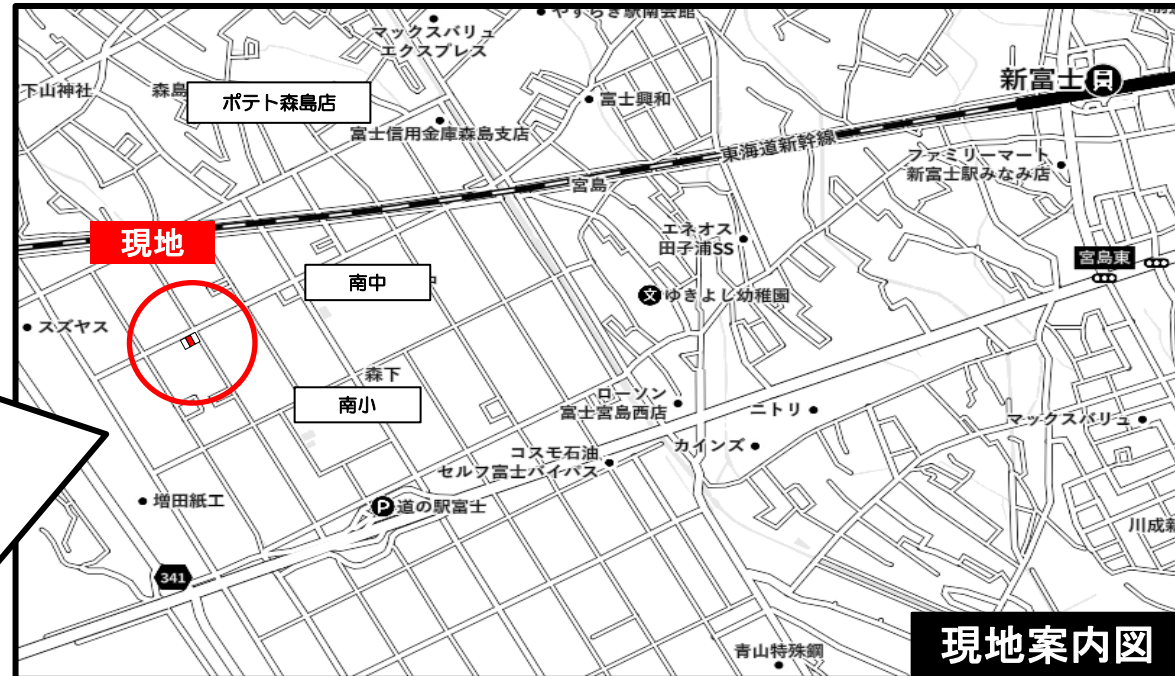 やすらぎ駅南会館
マックスバリュ
エクスプレス
新富士
下山神社
森島
ポテト森島店
富士興和
富士信用金庫森島支店
東海道新幹線
ファミリーマート
新富士駅みなみ店
宮島
現地
エネオス
田子浦SS
宮島東
南中
文
ゆきよし幼稚園
スズヤス
森下
南小
ローソン
富士宮島西店
ニトリ
マックスバリュ
カインズ
コスモ石油
セルフ富士バイパス
増田紙工
P
道の駅富士
川成新
341
青山特殊鋼
現地案内図